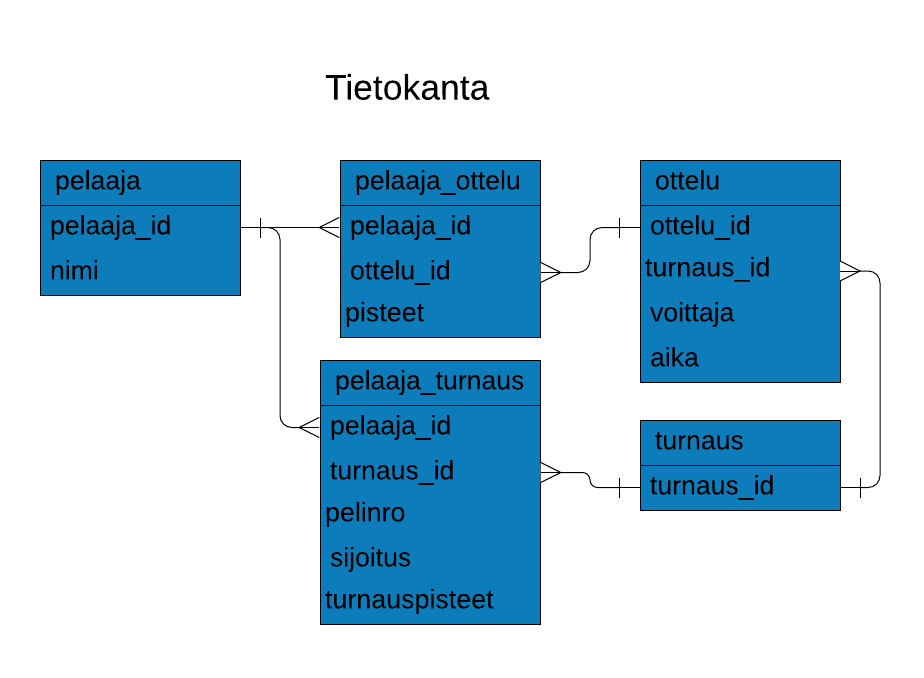 Tietokanta
pelaaja
pelaaja_id
nimi
pelaaja_ottelu
pelaaja_id
ottelu_id
pisteet
ottelu
ottelu_id
turnaus_id
voittaja
aika
pelaaja_turnaus
pelaaja_id
turnaus_id
pelinro
sijoitus
turnauspisteet
turnaus
turnaus_id